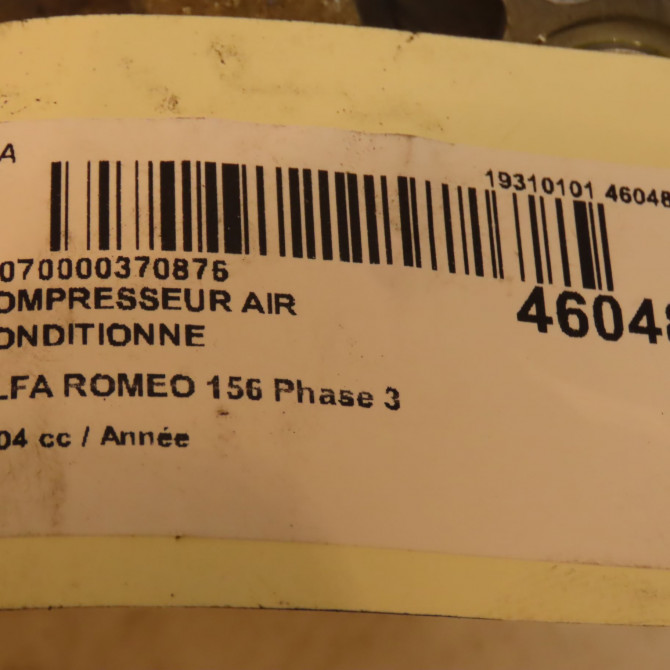 A
19310101 46048
070000370876
OMPRESSEUR AIR
46048
ONDITIONNE
LFA ROMEO 156 Phase 3
04 cc / Année